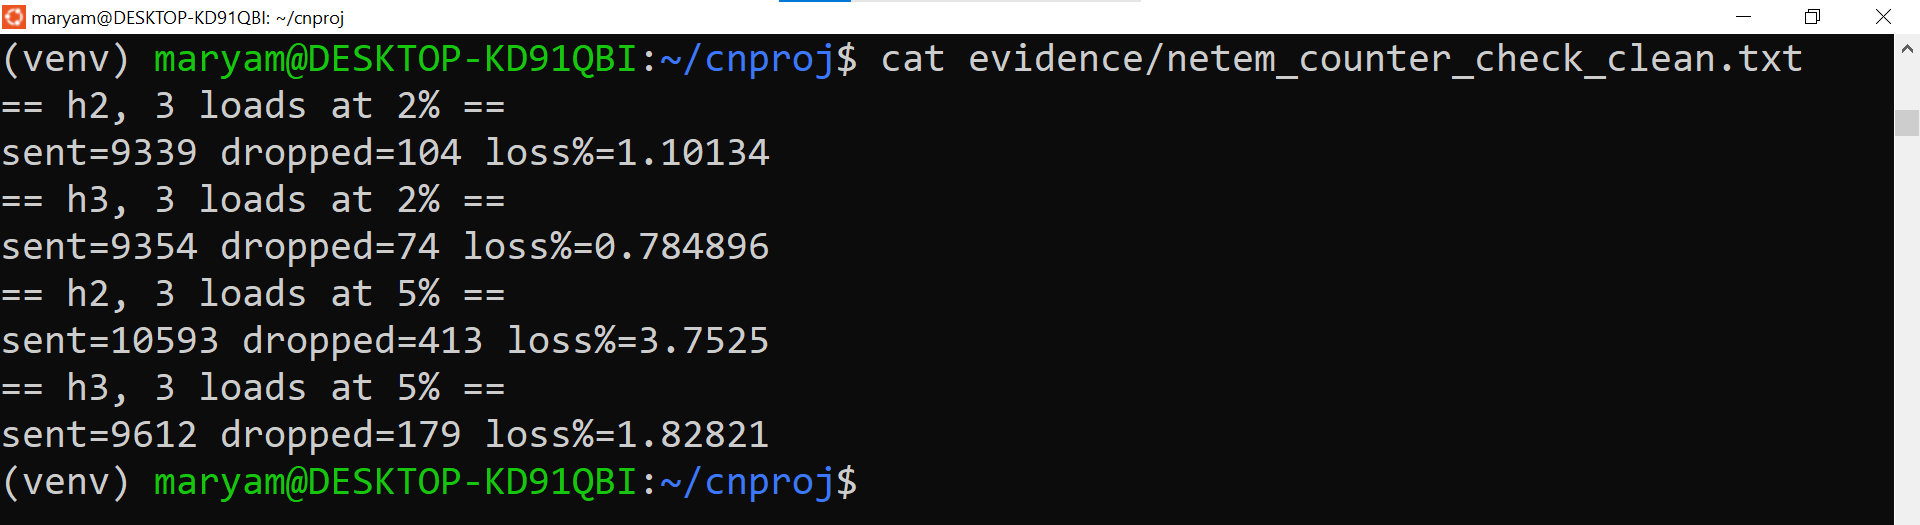 maryam@DESKTOP-KD91QBI: ~/cnproj
(venv) maryam@DESKTOP-KD91QBI:~/cnproj$ cat evidence/netem_counter_check_clean.txt
== h2, 3 loads at 2% ==
sent=9339 dropped=104 loss%=1.10134
== h3, 3 loads at 2% ==
sent=9354 dropped=74 loss%=0.784896
== h2, 3 loads at 5% ==
sent=10593 dropped=413 loss%=3.7525
== h3, 3 loads at 5% ==
sent=9612 dropped=179 loss%=1.82821
(venv) maryam@DESKTOP-KD91QBI:~/cnproj$